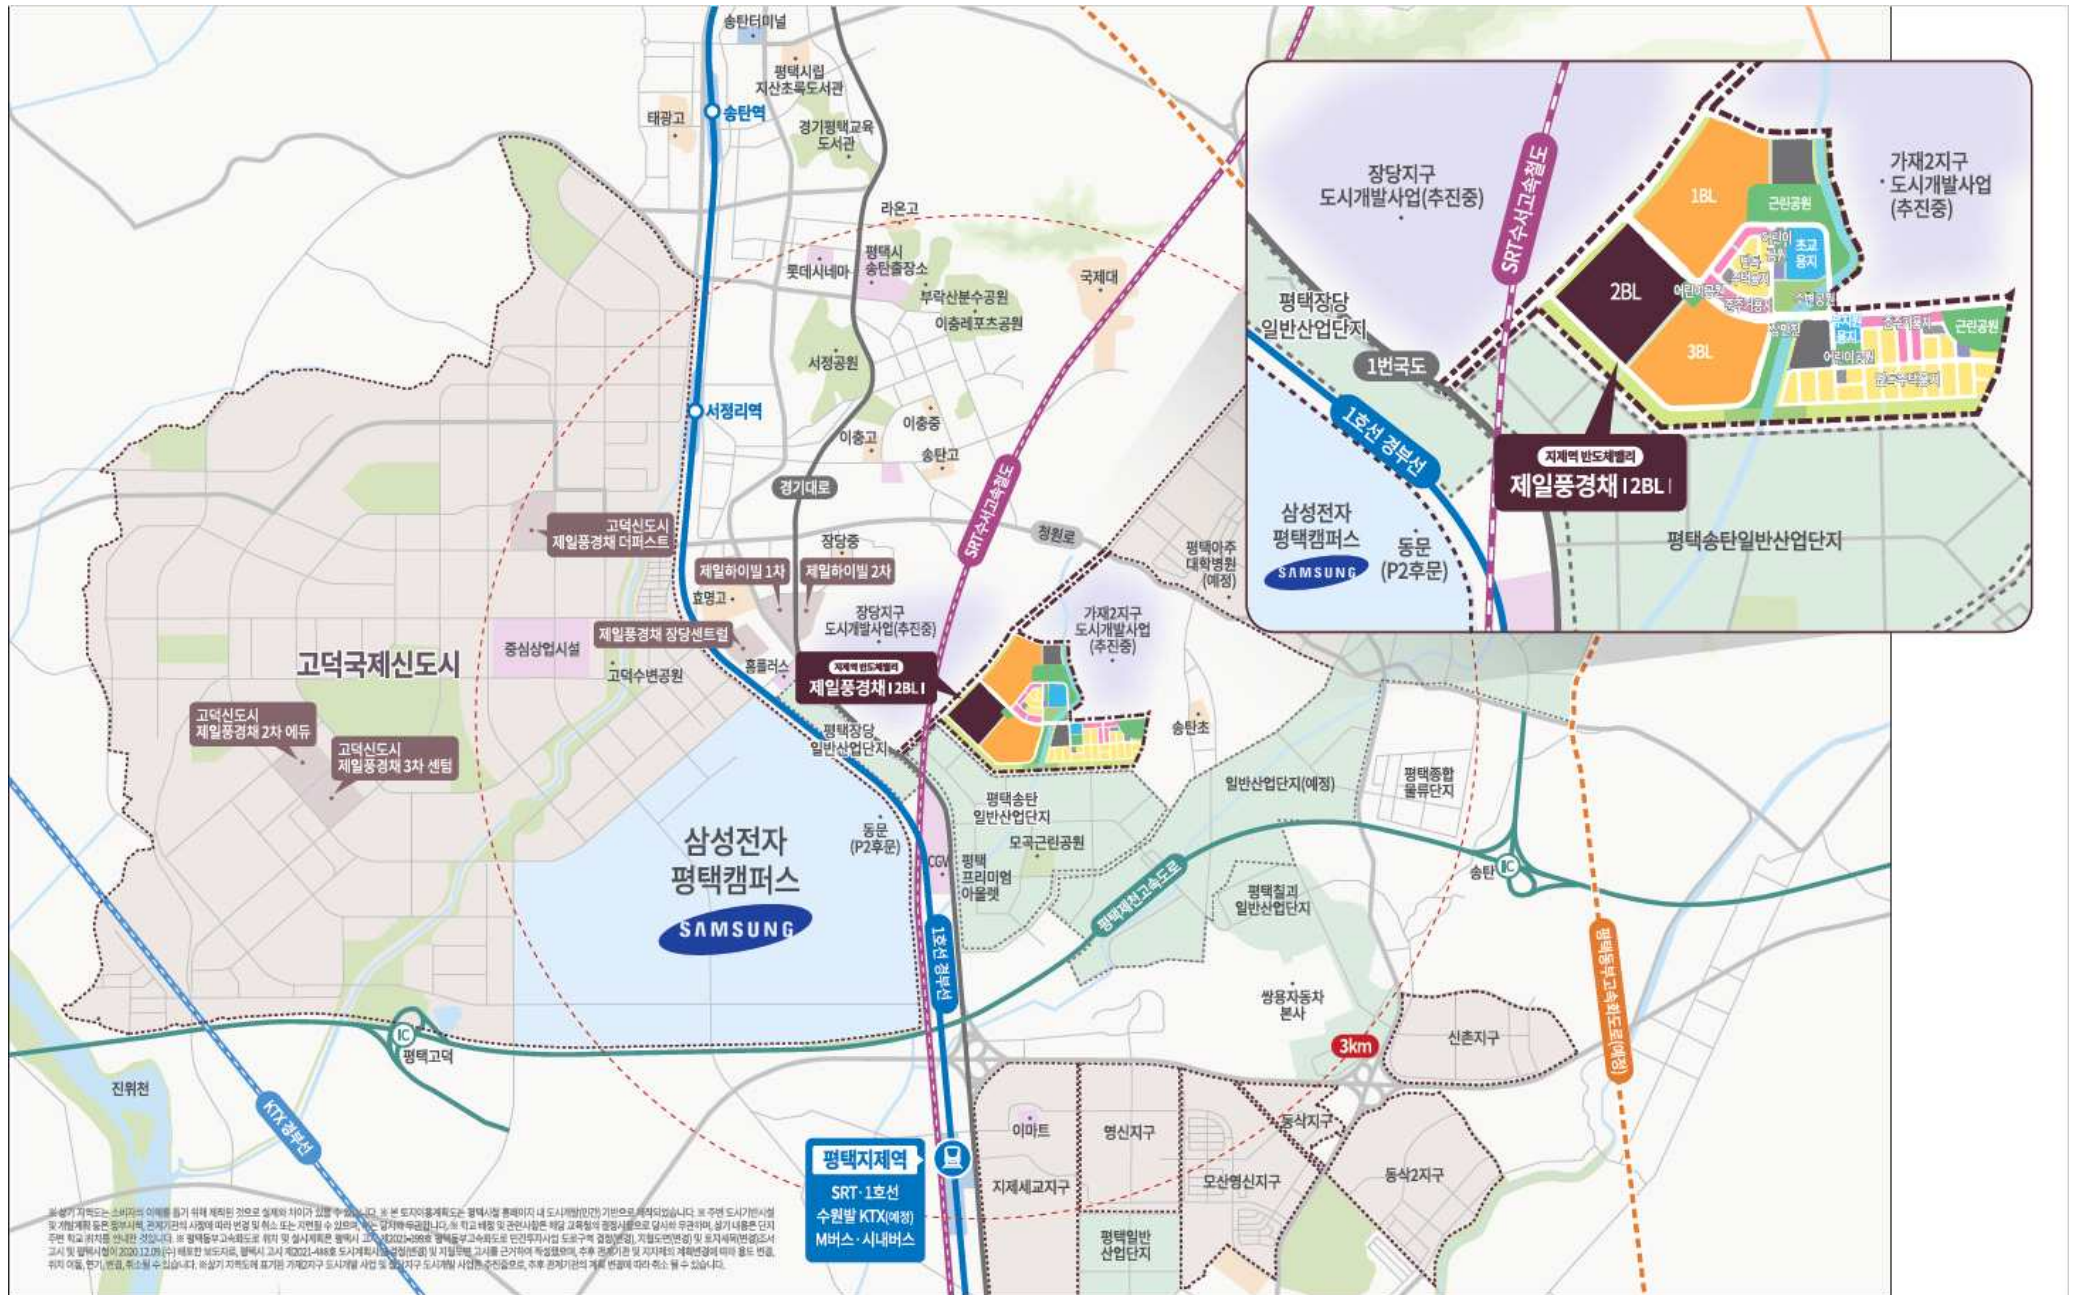 송탄터미널
평택시립
지산초록도서관
태광고
송탄역
경기평택교육
도서관
라온고
평택시
송탄출장소
롯데시네마
부락산분수공원
이충레포츠공원
국제대
서정공원
서정리역
이충중
이충고
송탄고
경기대로
SRT수서고속철도
청원로
고덕신도시
제일풍경채 더퍼스트
장당중
제일하이빌 1차
제일하이빌 2차
효명고
평택아주
대학병원
(예정)
장당지구
도시개발사업(추진중)
가재2지구
도시개발사업
(추진중)
제일풍경채 장당센트럴
중심상업시설
고덕국제신도시
고덕수변공원
홈플러스
지제역 반도체밸리
제일풍경채 | 2BL |
고덕신도시
제일풍경채 2차 에듀
고덕신도시
제일풍경채 3차 센텀
평택장당
일반산업단지
송탄초
일반산업단지(예정)
평택종합
물류단지
평택송탄
일반산업단지
모곡근린공원
동문
(P2후문)
삼성전자
평택캠퍼스
SAMSUNG
CGV
평택
프리미엄
아울렛
평택제천고속도로
평택칠괴
일반산업단지
송탄
IC
1호선 경부선
평택동부고속화도로(예정)
쌍용자동차
본사
3km
신촌지구
IC
평택고덕
진위천
KTX 경부선
이마트
영신지구
동삭지구
지제세교지구
모산영신지구
동삭2지구
평택일반
산업단지
평택지제역
SRT·1호선
수원발 KTX(예정)
M버스·시내버스
장당지구
도시개발사업(추진중)
SRT수서고속철도
가재2지구
도시개발사업
(추진중)
1BL
근린공원
초교
용지
2BL
어린이공원
수변공원
3BL
근린공원
어린이공원
평택장당
일반산업단지
1번국도
1호선 경부선
지제역 반도체밸리
제일풍경채 | 2BL |
삼성전자
평택캠퍼스
SAMSUNG
동문
(P2후문)
평택송탄일반산업단지